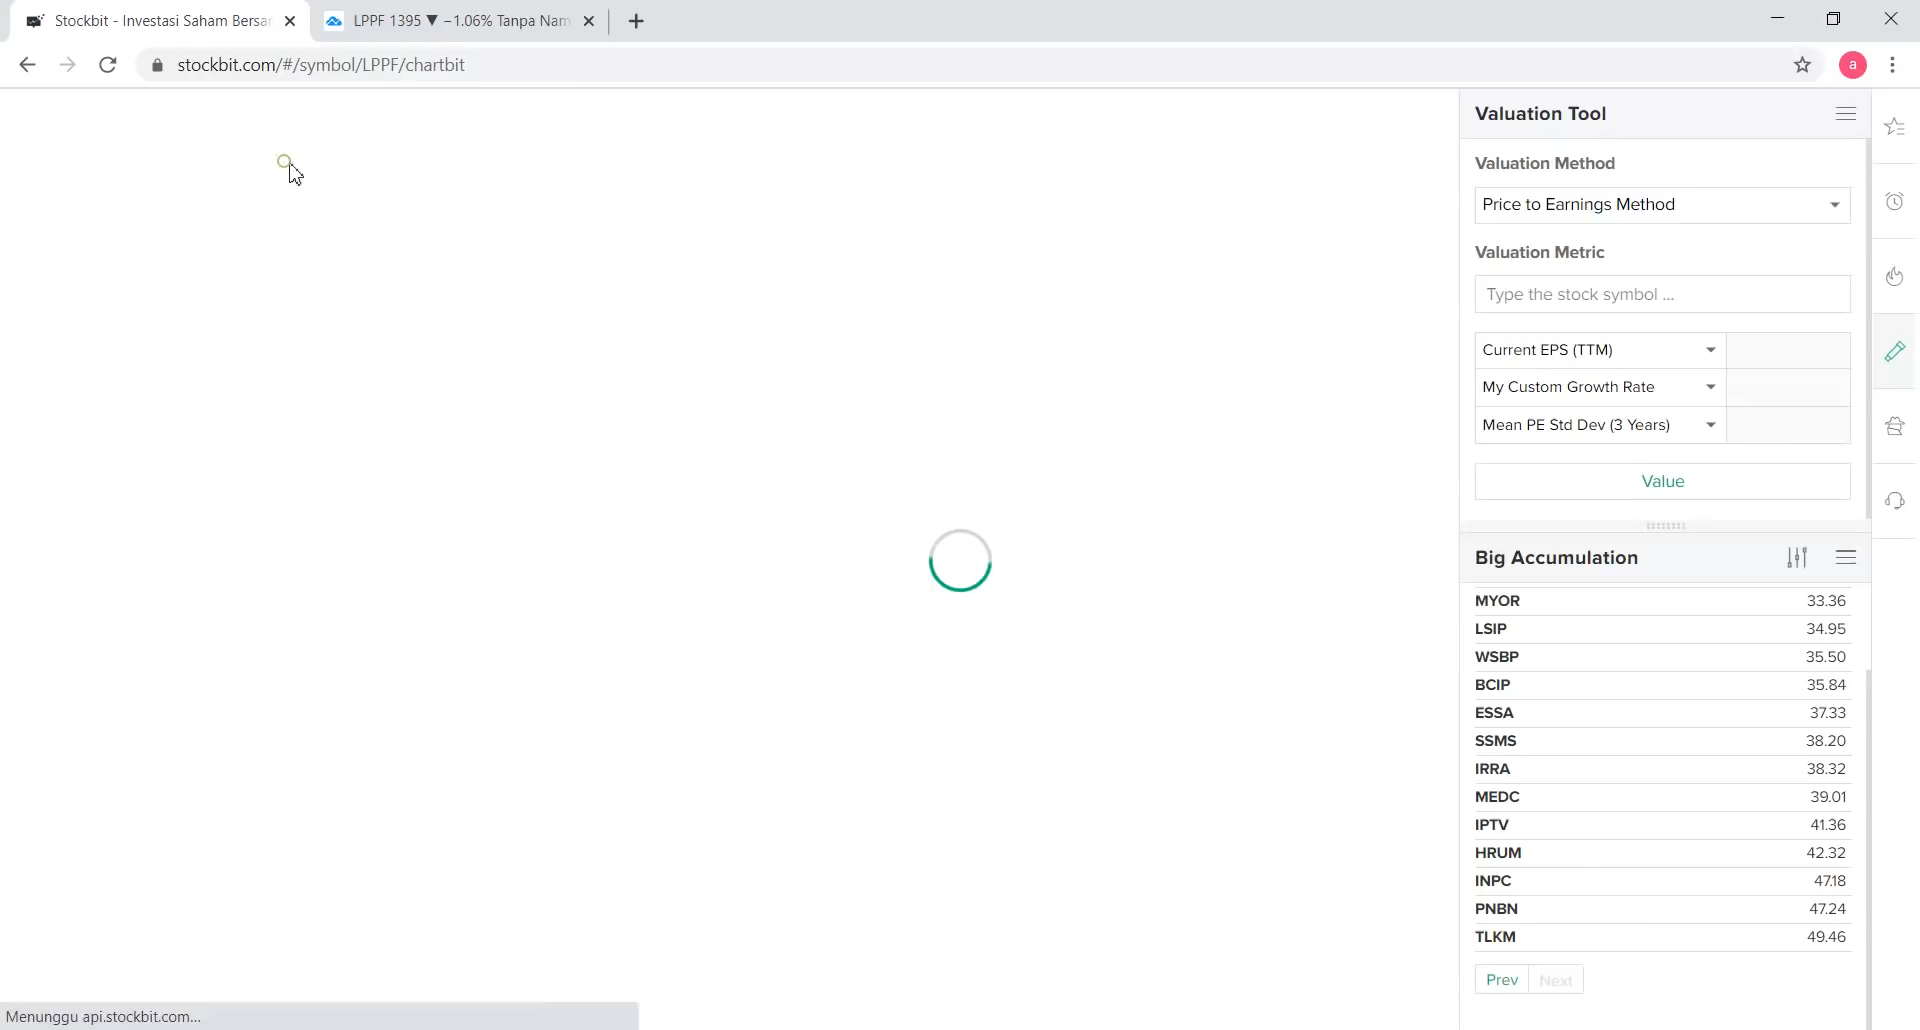 Stockbit - Investasi Saham Bersar
LPPF 1395 ▼ −1.06% Tanpa Nam
stockbit.com/#/symbol/LPPF/chartbit
a
Valuation Tool
Valuation Method
Price to Earnings Method
Valuation Metric
Type the stock symbol ...
Current EPS (TTM)
My Custom Growth Rate
Mean PE Std Dev (3 Years)
Value
Big Accumulation
MYOR 33.36
LSIP 34.95
WSBP 35.50
BCIP 35.84
ESSA 37.33
SSMS 38.20
IRRA 38.32
MEDC 39.01
IPTV 41.36
HRUM 42.32
INPC 47.18
PNBN 47.24
TLKM 49.46
Prev Next
Menunggu api.stockbit.com...